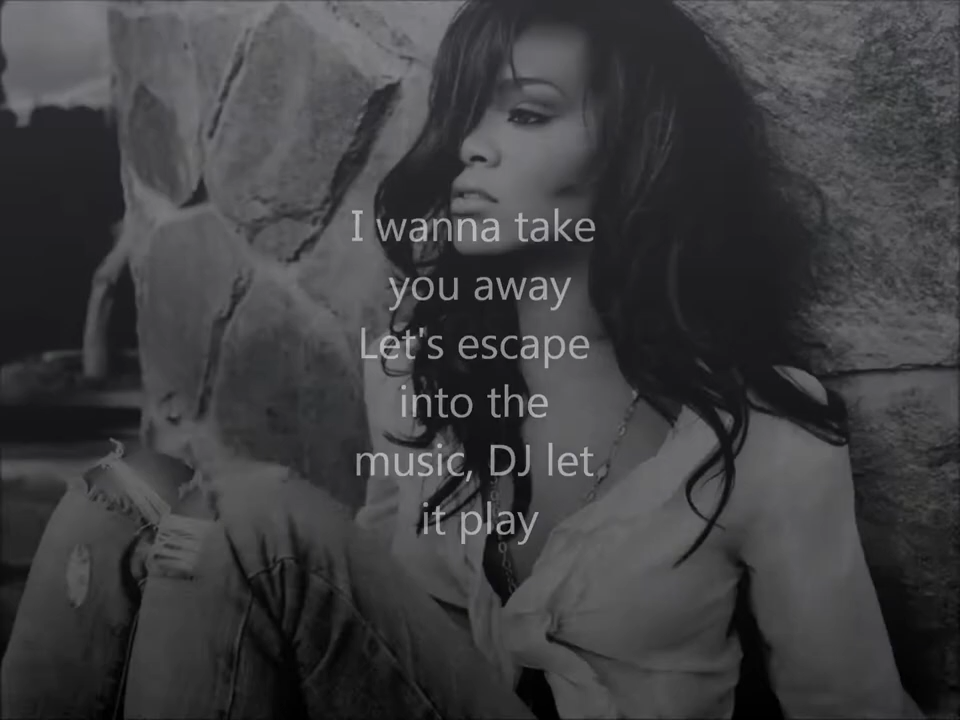 I wanna take
you away
Let's escape
into the
music, DJ let
it play